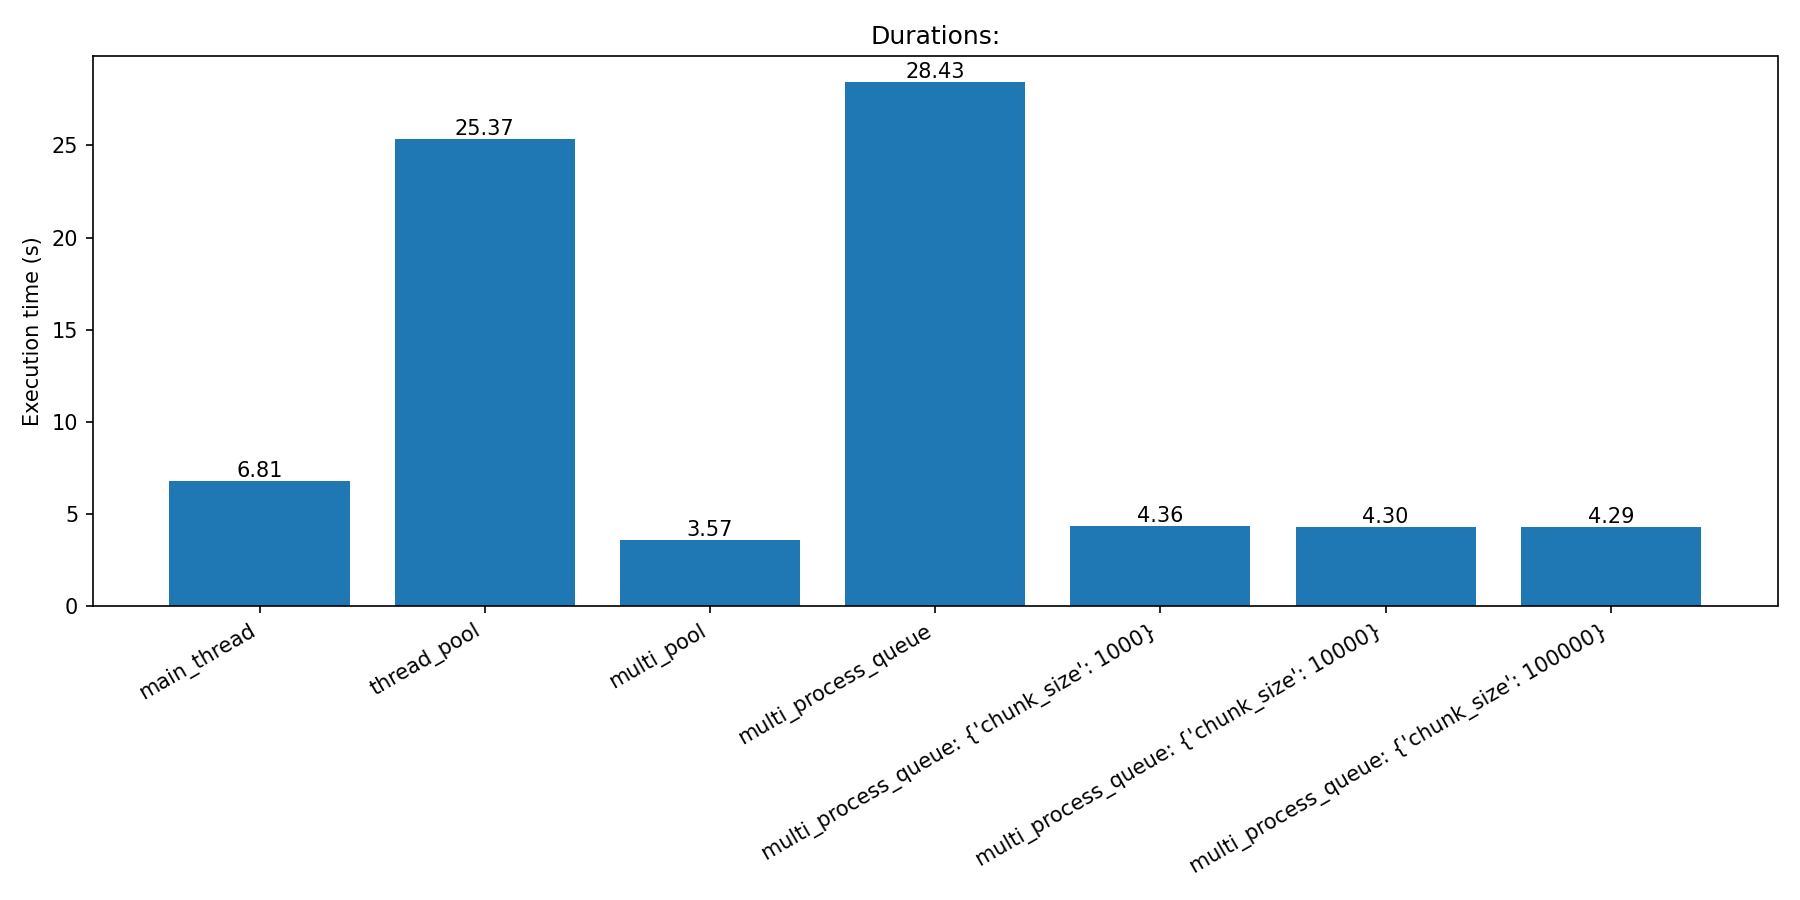 Durations:
Execution time (s)
25
20
15
10
5
0
6.81
25.37
3.57
28.43
4.36
4.30
4.29
main_thread
thread_pool
multi_pool
multi_process_queue
multi_process_queue: {'chunk_size': 1000}
multi_process_queue: {'chunk_size': 10000}
multi_process_queue: {'chunk_size': 100000}